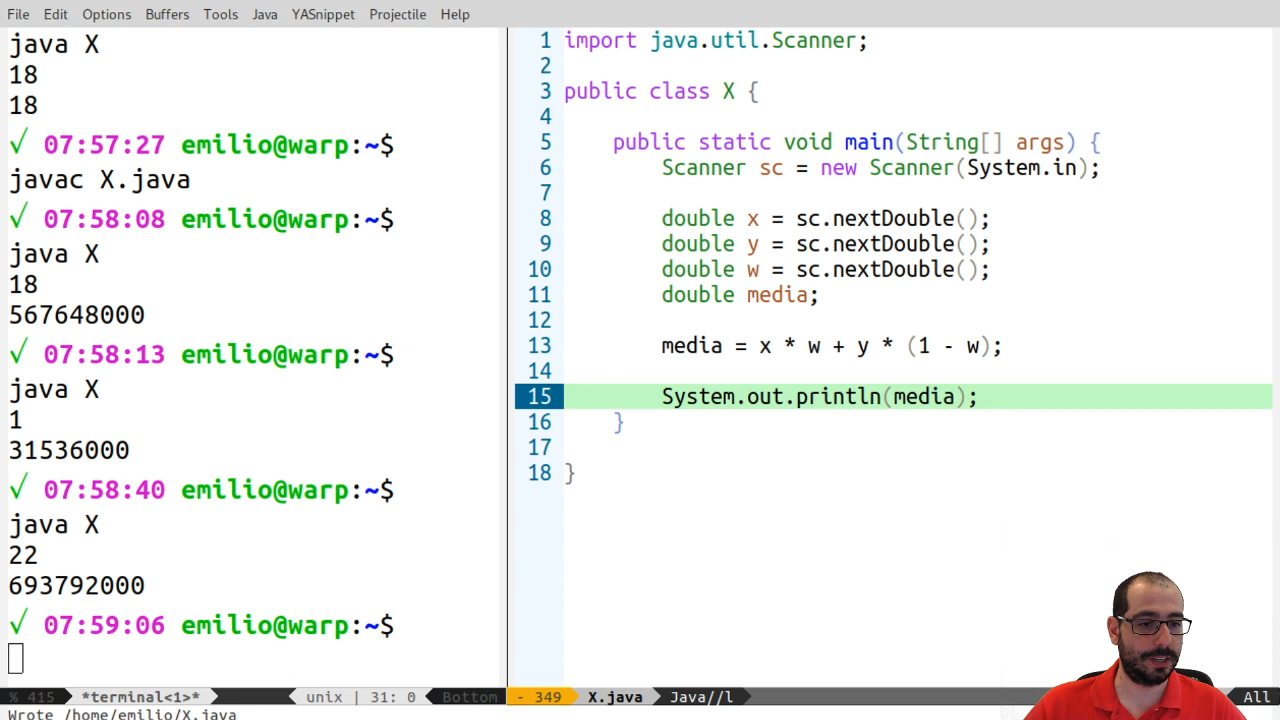 File Edit Options Buffers Tools Java YASnippet Projectile Help
java X
18
18
√ 07:57:27 emilio@warp:~$
javac X.java
√ 07:58:08 emilio@warp:~$
java X
18
567648000
√ 07:58:13 emilio@warp:~$
java X
1
31536000
√ 07:58:40 emilio@warp:~$
java X
22
693792000
√ 07:59:06 emilio@warp:~$
% 415 *terminal<1>* unix | 31: 0 Bottom
1 import java.util.Scanner;
2
3 public class X {
4
5 public static void main(String[] args) {
6 Scanner sc = new Scanner(System.in);
7
8 double x = sc.nextDouble();
9 double y = sc.nextDouble();
10 double w = sc.nextDouble();
11 double media;
12
13 media = x * w + y * (1 - w);
14
15 System.out.println(media);
16 }
17
18 }
- 349 X.java Java//l All
Wrote /home/emilio/X.java